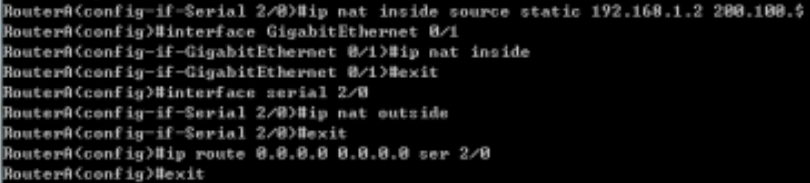 RouterA(config-if-Serial 2/0)#ip nat inside source static 192.168.1.2 200.100.$
RouterA(config)#interface GigabitEthernet 0/1
RouterA(config-if-GigabitEthernet 0/1)#ip nat inside
RouterA(config-if-GigabitEthernet 0/1)#exit
RouterA(config)#interface serial 2/0
RouterA(config-if-Serial 2/0)#ip nat outside
RouterA(config-if-Serial 2/0)#exit
RouterA(config)#ip route 0.0.0.0 0.0.0.0 ser 2/0
RouterA(config)#exit